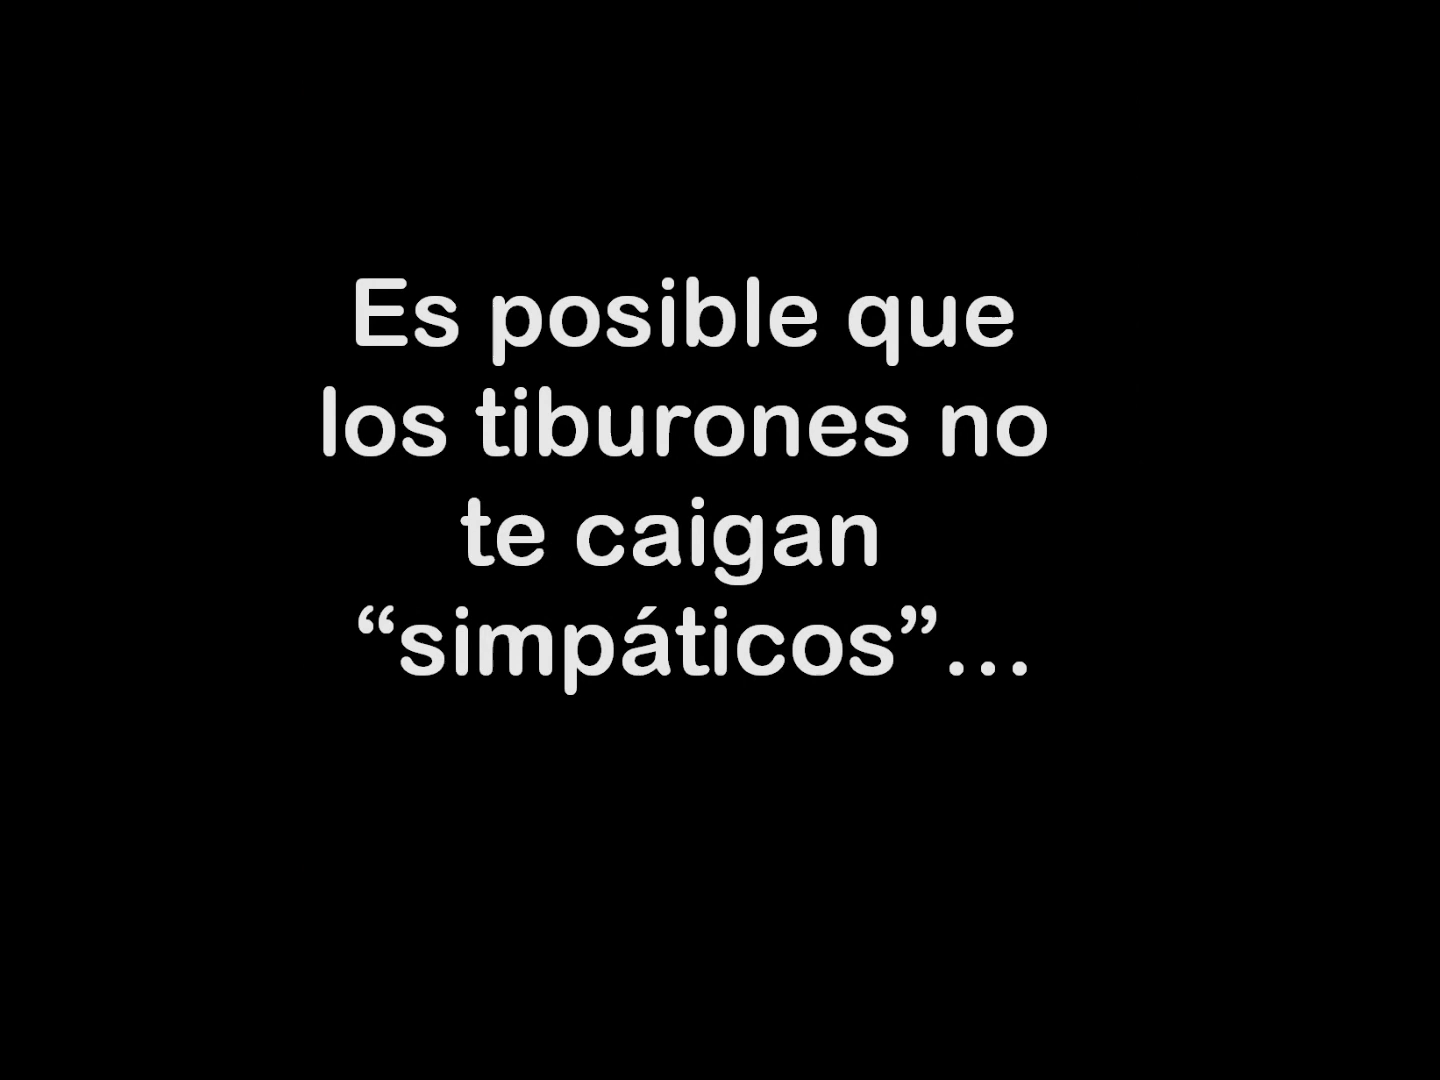 Es posible que
los tiburones no
te caigan
“simpáticos”...